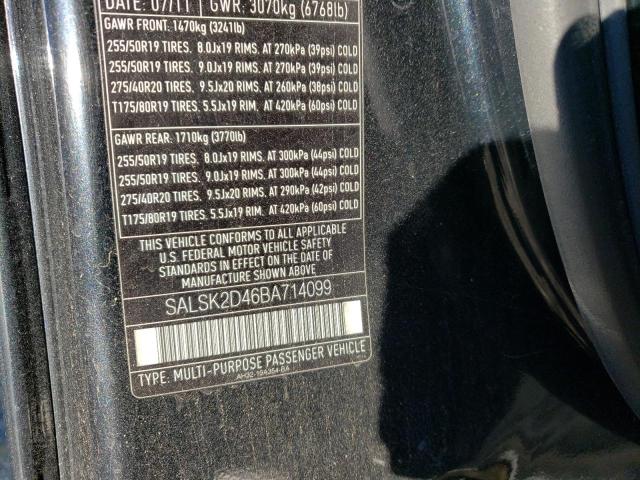 DATE: 07/11 GWR: 3070kg (6768lb)
GAWR FRONT: 1470kg (3241lb)
255/50R19 TIRES. 8.0Jx19 RIMS. AT 270kPa (39psi) COLD
255/50R19 TIRES. 9.0Jx19 RIMS. AT 270kPa (39psi) COLD
275/40R20 TIRES. 9.5Jx20 RIMS. AT 260kPa (38psi) COLD
T175/80R19 TIRES. 5.5Jx19 RIM. AT 420kPa (60psi) COLD
GAWR REAR: 1710kg (3770lb)
255/50R19 TIRES. 8.0Jx19 RIMS. AT 300kPa (44psi) COLD
255/50R19 TIRES. 9.0Jx19 RIMS. AT 300kPa (44psi) COLD
275/40R20 TIRES. 9.5Jx20 RIMS. AT 290kPa (42psi) COLD
T175/80R19 TIRES. 5.5Jx19 RIM. AT 420kPa (60psi) COLD
THIS VEHICLE CONFORMS TO ALL APPLICABLE
U.S. FEDERAL MOTOR VEHICLE SAFETY
STANDARDS IN EFFECT ON THE DATE OF
MANUFACTURE SHOWN ABOVE.
SALSK2D46BA714099
TYPE: MULTI-PURPOSE PASSENGER VEHICLE
AH32-19A354-BA